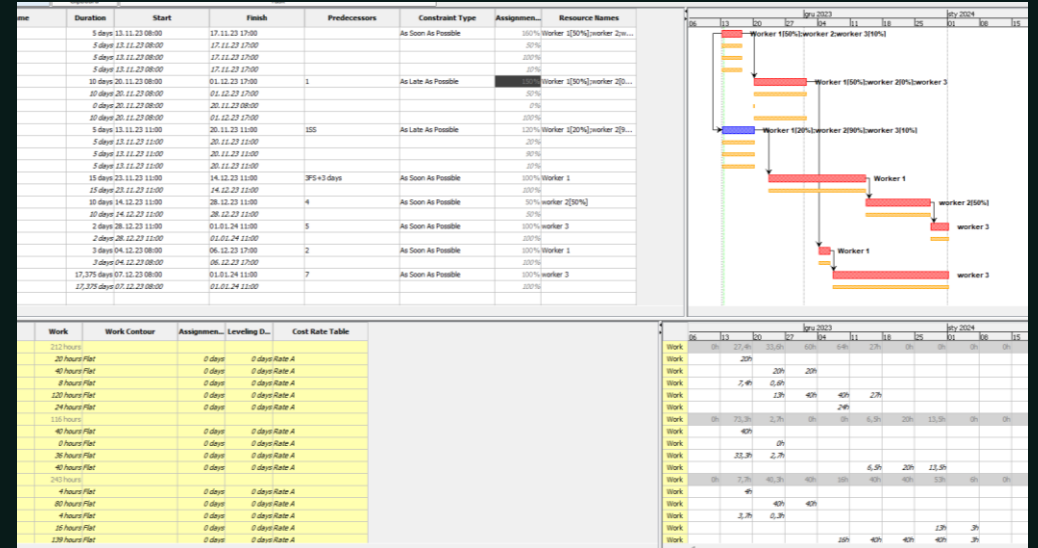 me Duration Start Finish Predecessors Constraint Type Assignmen... Resource Names
5 days 13.11.23 08:00 17.11.23 17:00 As Soon As Possible 160% Worker 1[50%];worker 2;w...
5 days 13.11.23 08:00 17.11.23 17:00 50%
5 days 13.11.23 08:00 17.11.23 17:00 100%
5 days 13.11.23 08:00 17.11.23 17:00 10%
10 days 20.11.23 08:00 01.12.23 17:00 1 As Late As Possible 150% Worker 1[50%];worker 2[0...
10 days 20.11.23 08:00 01.12.23 17:00 50%
0 days 20.11.23 08:00 20.11.23 08:00 0%
10 days 20.11.23 08:00 01.12.23 17:00 100%
5 days 13.11.23 11:00 20.11.23 11:00 1SS As Late As Possible 120% Worker 1[20%];worker 2[9...
5 days 13.11.23 11:00 20.11.23 11:00 20%
5 days 13.11.23 11:00 20.11.23 11:00 90%
5 days 13.11.23 11:00 20.11.23 11:00 10%
15 days 23.11.23 11:00 14.12.23 11:00 3FS+3 days As Soon As Possible 100% Worker 1
15 days 23.11.23 11:00 14.12.23 11:00 100%
10 days 14.12.23 11:00 28.12.23 11:00 4 As Soon As Possible 50% worker 2[50%]
10 days 14.12.23 11:00 28.12.23 11:00 50%
2 days 28.12.23 11:00 01.01.24 11:00 5 As Soon As Possible 100% worker 3
2 days 28.12.23 11:00 01.01.24 11:00 100%
3 days 04.12.23 08:00 06.12.23 17:00 2 As Soon As Possible 100% Worker 1
3 days 04.12.23 08:00 06.12.23 17:00 100%
17,375 days 07.12.23 08:00 01.01.24 11:00 7 As Soon As Possible 100% worker 3
17,375 days 07.12.23 08:00 01.01.24 11:00 100%
gru 2023 sty 2024
06 13 20 27 04 11 18 25 01 08 15
Worker 1[50%];worker 2;worker 3[10%]
Worker 1[50%];worker 2[0%];worker 3
Worker 1[20%];worker 2[90%];worker 3[10%]
Worker 1
worker 2[50%]
worker 3
Worker 1
worker 3
Work Work Contour Assignmen... Leveling D... Cost Rate Table
212 hours
20 hours Flat 0 days 0 days Rate A
40 hours Flat 0 days 0 days Rate A
8 hours Flat 0 days 0 days Rate A
120 hours Flat 0 days 0 days Rate A
24 hours Flat 0 days 0 days Rate A
116 hours
40 hours Flat 0 days 0 days Rate A
0 hours Flat 0 days 0 days Rate A
36 hours Flat 0 days 0 days Rate A
40 hours Flat 0 days 0 days Rate A
243 hours
4 hours Flat 0 days 0 days Rate A
80 hours Flat 0 days 0 days Rate A
4 hours Flat 0 days 0 days Rate A
16 hours Flat 0 days 0 days Rate A
139 hours Flat 0 days 0 days Rate A
gru 2023 sty 2024
06 13 20 27 04 11 18 25 01 08 15
Work 0h 27,4h 33,6h 60h 64h 27h 0h 0h 0h 0h
Work 20h
Work 20h 20h
Work 7,4h 0,6h
Work 13h 40h 40h 27h
Work 24h
Work 0h 73,3h 2,7h 0h 0h 6,5h 20h 13,5h 0h 0h
Work 40h
Work 0h
Work 33,3h 2,7h
Work 6,5h 20h 13,5h
Work 0h 7,7h 40,3h 40h 16h 40h 40h 53h 6h 0h
Work 4h
Work 40h 40h
Work 3,7h 0,3h
Work 13h 3h
Work 16h 40h 40h 40h 3h